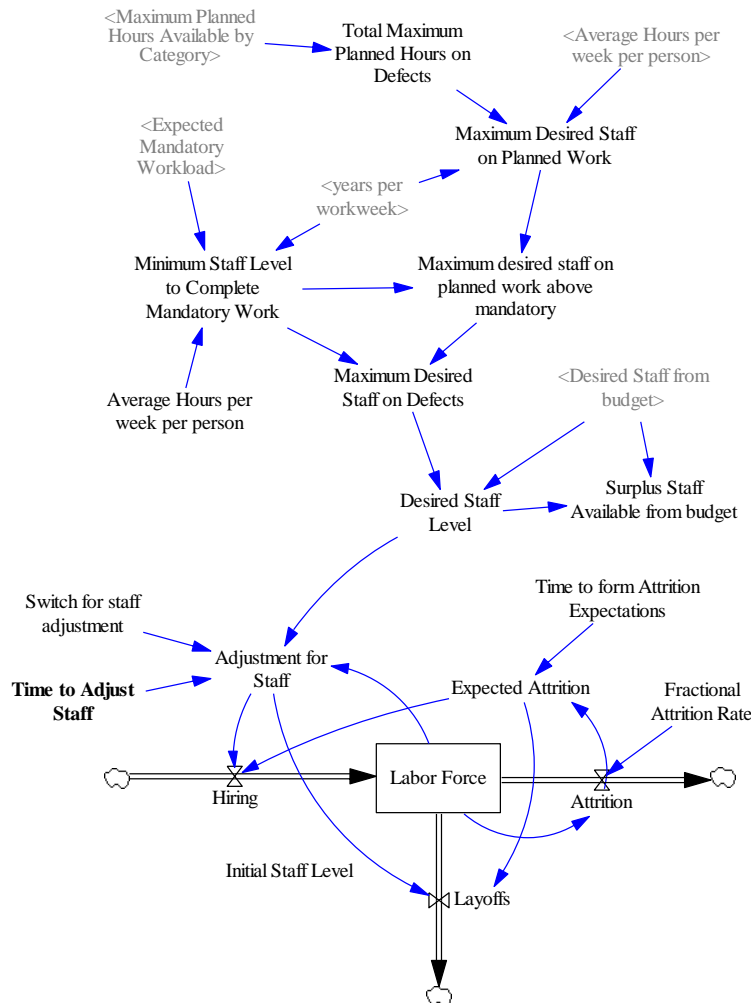 <Maximum Planned
Hours Available by
Category>
Total Maximum
Planned Hours on
Defects
<Average Hours per
week per person>
<Expected
Mandatory
Workload>
Maximum Desired Staff
on Planned Work
<years per
workweek>
Minimum Staff Level
to Complete
Mandatory Work
Maximum desired staff on
planned work above
mandatory
Average Hours per
week per person
Maximum Desired
Staff on Defects
<Desired Staff from
budget>
Desired Staff
Level
Surplus Staff
Available from budget
Switch for staff
adjustment
Time to form Attrition
Expectations
Adjustment for
Staff
Time to Adjust
Staff
Expected Attrition
Fractional
Attrition Rate
Labor Force
Hiring
Attrition
Initial Staff Level
Layoffs